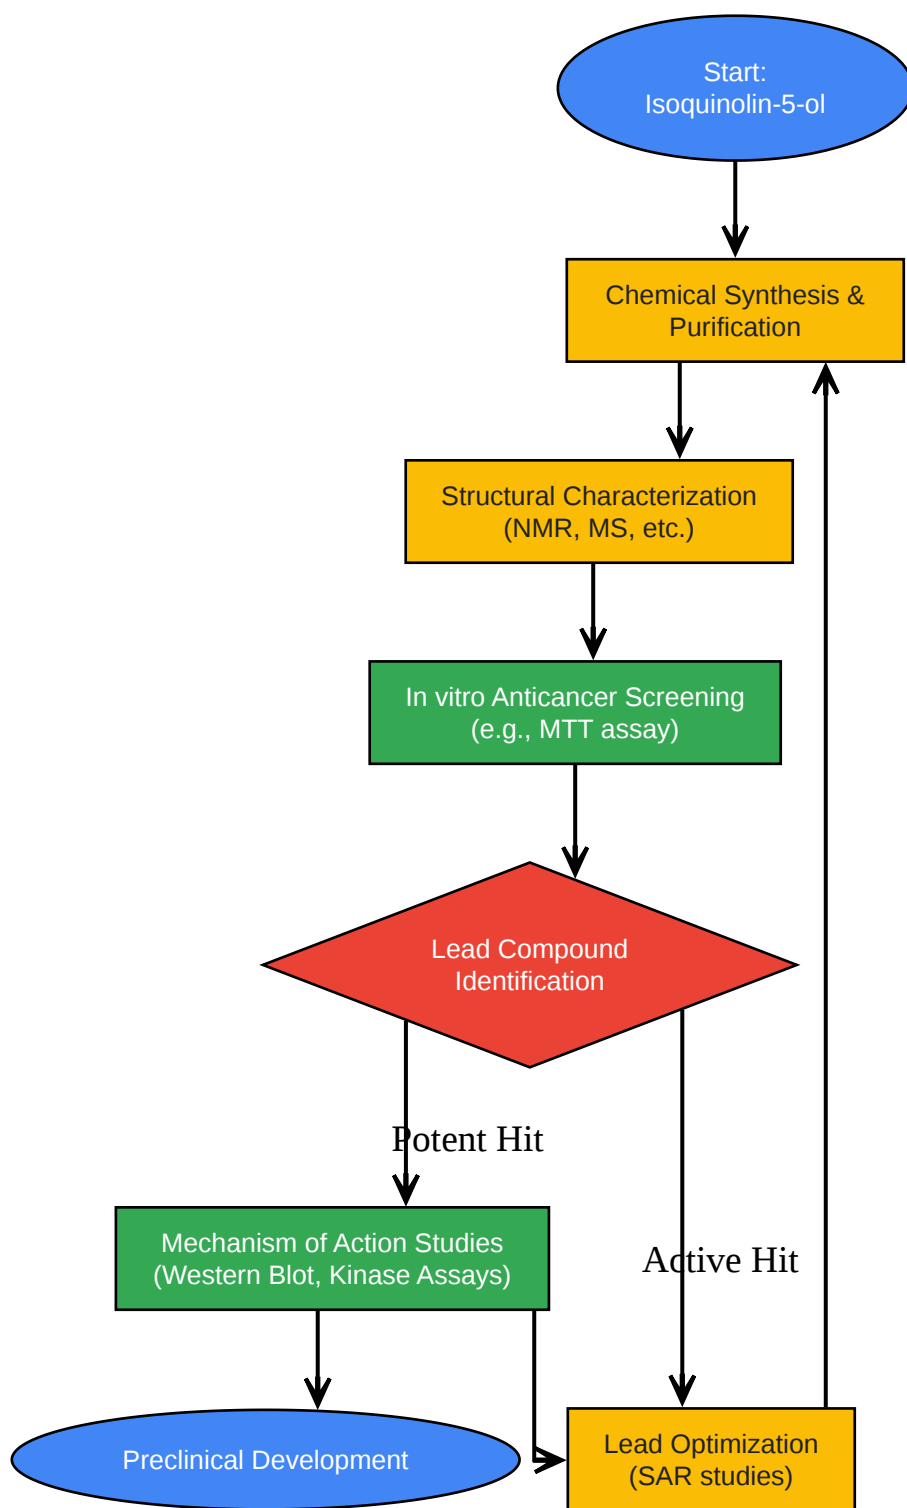 Start:
Isoquinolin-5-ol
Chemical Synthesis &
Purification
Structural Characterization
(NMR, MS, etc.)
In vitro Anticancer Screening
(e.g., MTT assay)
Lead Compound
Identification
Potent Hit
Mechanism of Action Studies
(Western Blot, Kinase Assays)
Active Hit
Preclinical Development
Lead Optimization
(SAR studies)